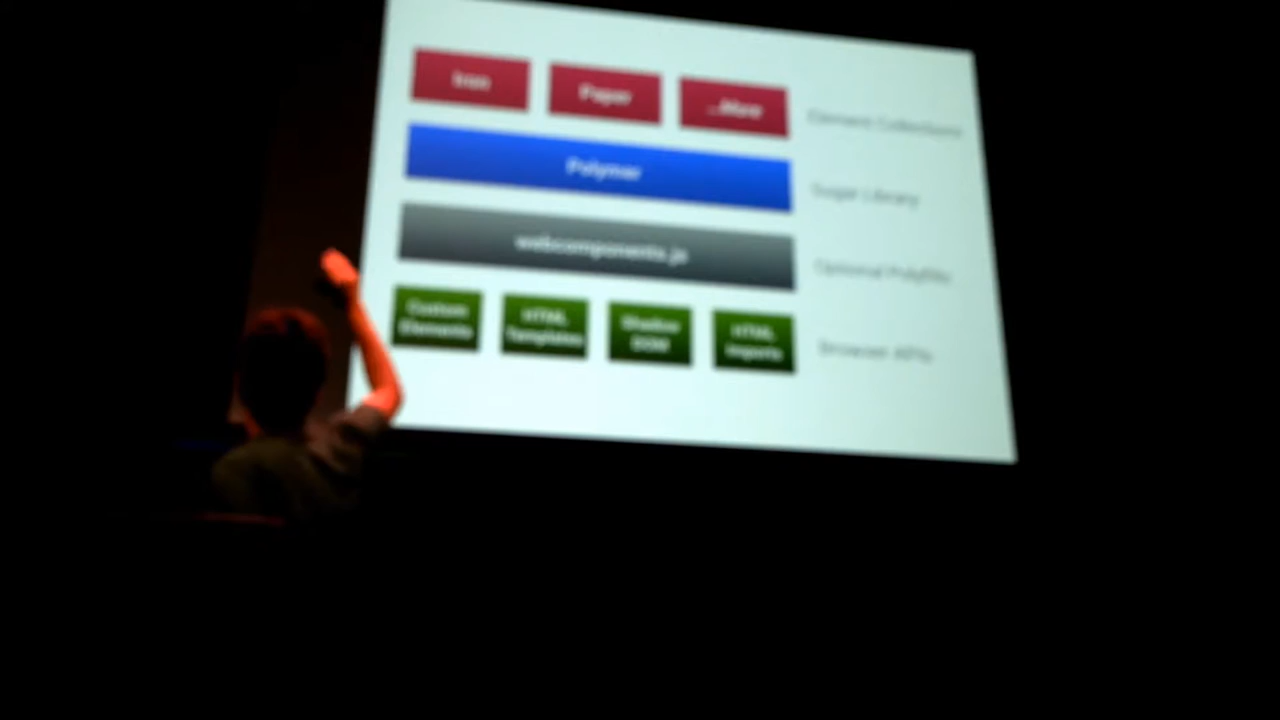 Iron
Paper
...More
Element Collections
Polymer
Sugar Library
webcomponents.js
Optional Polyfills
Custom
Elements
HTML
Templates
Shadow
DOM
HTML
Imports
Browser APIs